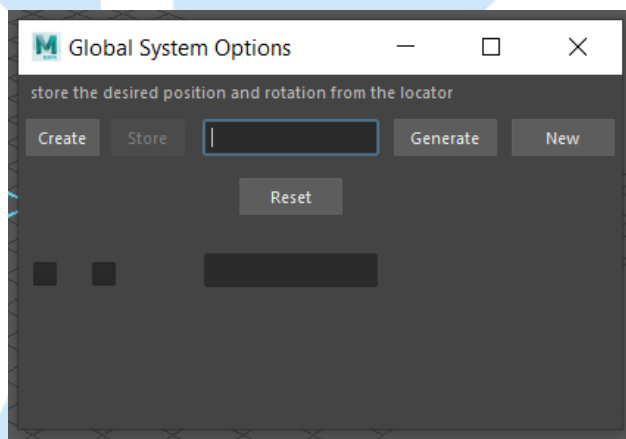 Global System Options
store the desired position and rotation from the locator
Create Store Generate New
Reset